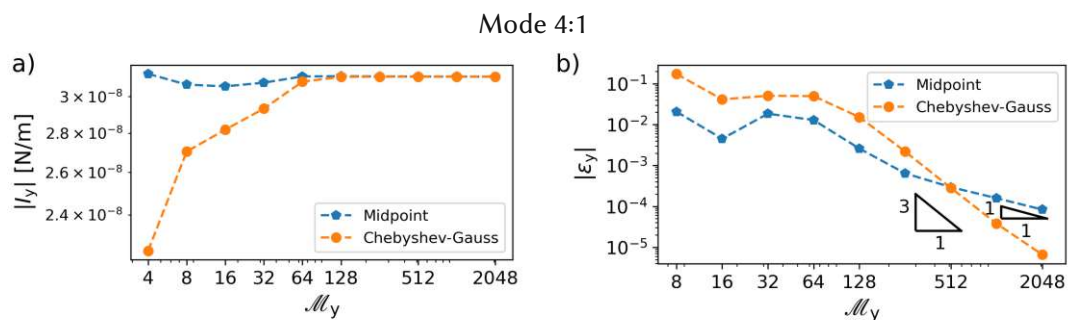 Mode 4:1
a)
|I_y| [N/m]
3 × 10⁻⁸
2.8 × 10⁻⁸
2.6 × 10⁻⁸
2.4 × 10⁻⁸
Midpoint
Chebyshev-Gauss
4 8 16 32 64 128 512 2048
ℳ_y
b)
|ε_y|
10⁻¹
10⁻²
10⁻³
10⁻⁴
10⁻⁵
Midpoint
Chebyshev-Gauss
3
1
1
1
8 16 32 64 128 512 2048
ℳ_y